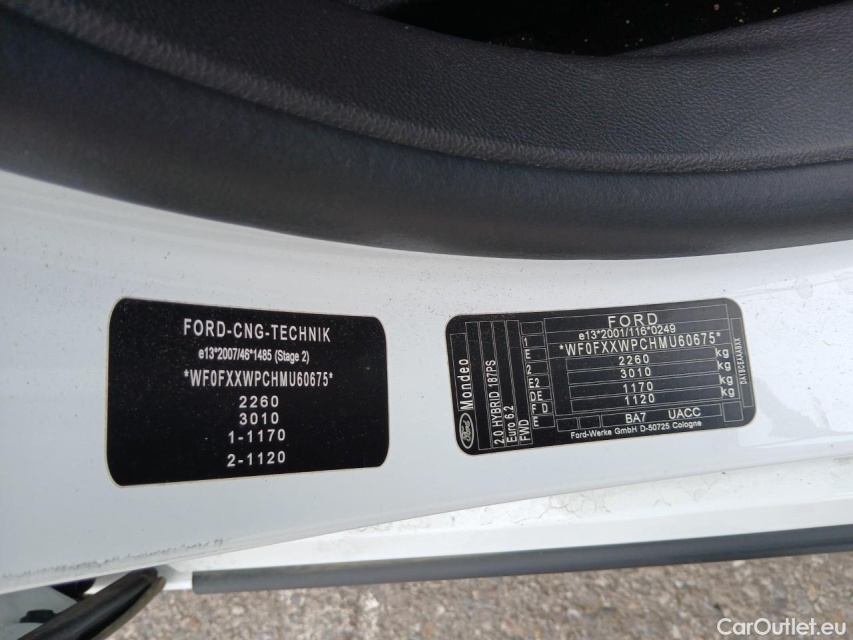 FORD-CNG-TECHNIK
e13*2007/46*1485 (Stage 2)
*WF0FXXWPCHMU60675*
2260
3010
1-1170
2-1120
Ford
Mondeo
2.0 HYBRID 187PS
Euro 6.2
FWD
1
E
2
E2
DE
F D
E
FORD
e13*2001/116*0249
*WF0FXXWPCHMU60675*
2260 kg
3010 kg
1170 kg
1120 kg
BA7 UACC
Ford-Werke GmbH D-50725 Cologne
CarOutlet.eu